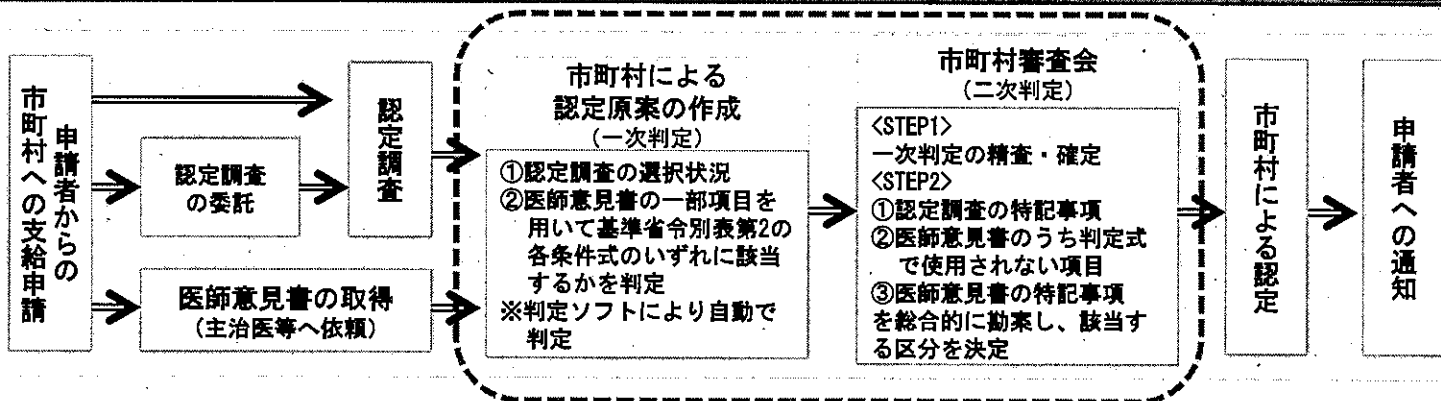 申請者からの
市町村への支給申請
認定調査
の委託
認定調査
医師意見書の取得
(主治医等へ依頼)
市町村による
認定原案の作成
(一次判定)
①認定調査の選択状況
②医師意見書の一部項目を
用いて基準省令別表第2の
各条件式のいずれに該当
するかを判定
※判定ソフトにより自動で
判定
市町村審査会
(二次判定)
<STEP1>
一次判定の精査・確定
<STEP2>
①認定調査の特記事項
②医師意見書のうち判定式
で使用されない項目
③医師意見書の特記事項
を総合的に勘案し、該当す
る区分を決定
市町村による認定
申請者への通知